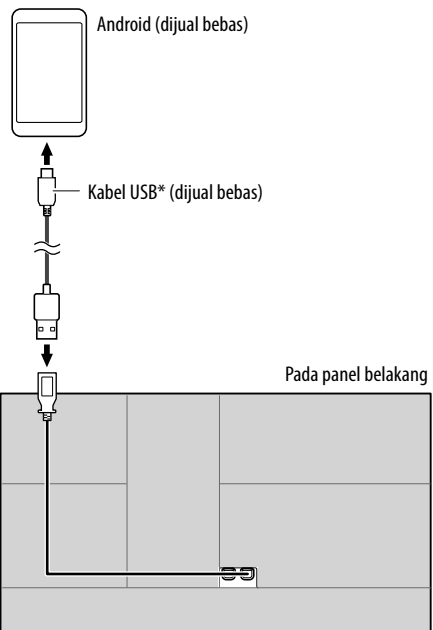 Android (dijual bebas)
Kabel USB* (dijual bebas)
Pada panel belakang